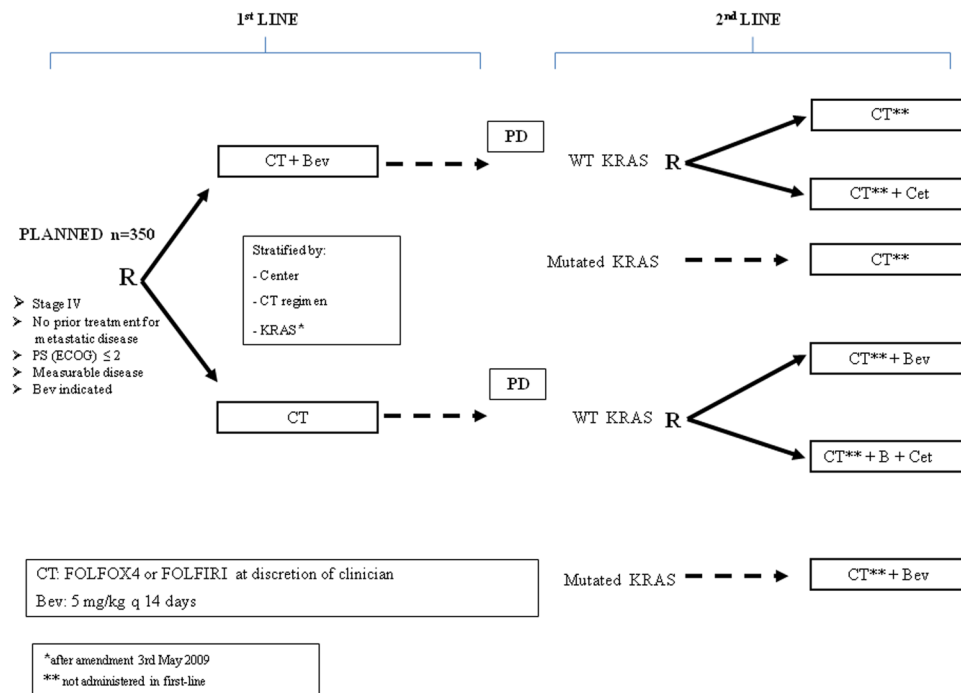 1st LINE
2nd LINE
CT**
PD
CT + Bev
WT KRAS R
CT** + Cet
PLANNED n=350
R
Stratified by:
- Center
- CT regimen
- KRAS*
Mutated KRAS
CT**
➢ Stage IV
➢ No prior treatment for
metastatic disease
➢ PS (ECOG) ≤ 2
➢ Measurable disease
➢ Bev indicated
CT** + Bev
PD
CT
WT KRAS R
CT** + B + Cet
CT: FOLFOX4 or FOLFIRI at discretion of clinician
Bev: 5 mg/kg q 14 days
Mutated KRAS
CT** + Bev
*after amendment 3rd May 2009
** not administered in first-line